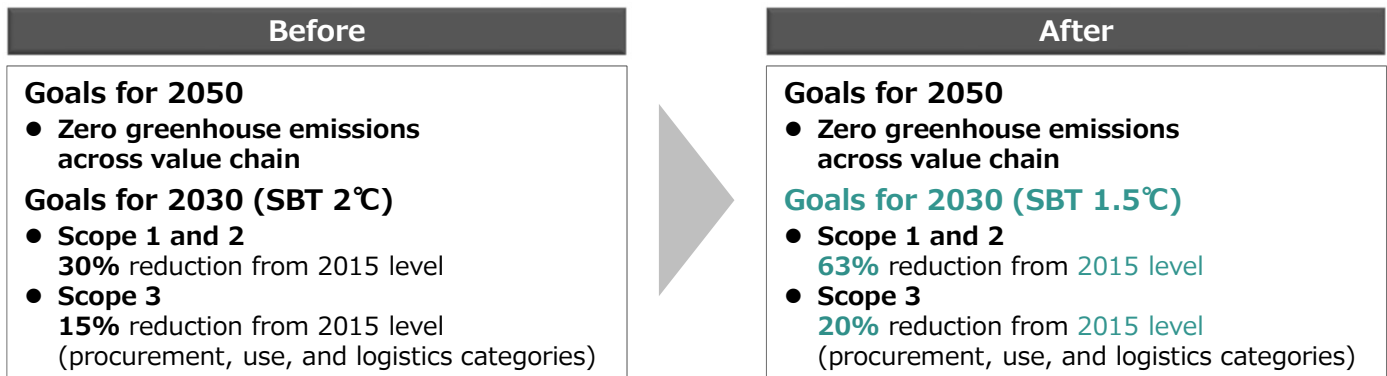 Before
Goals for 2050
● Zero greenhouse emissions
across value chain
Goals for 2030 (SBT 2℃)
● Scope 1 and 2
30% reduction from 2015 level
● Scope 3
15% reduction from 2015 level
(procurement, use, and logistics categories)
After
Goals for 2050
● Zero greenhouse emissions
across value chain
Goals for 2030 (SBT 1.5℃)
● Scope 1 and 2
63% reduction from 2015 level
● Scope 3
20% reduction from 2015 level
(procurement, use, and logistics categories)